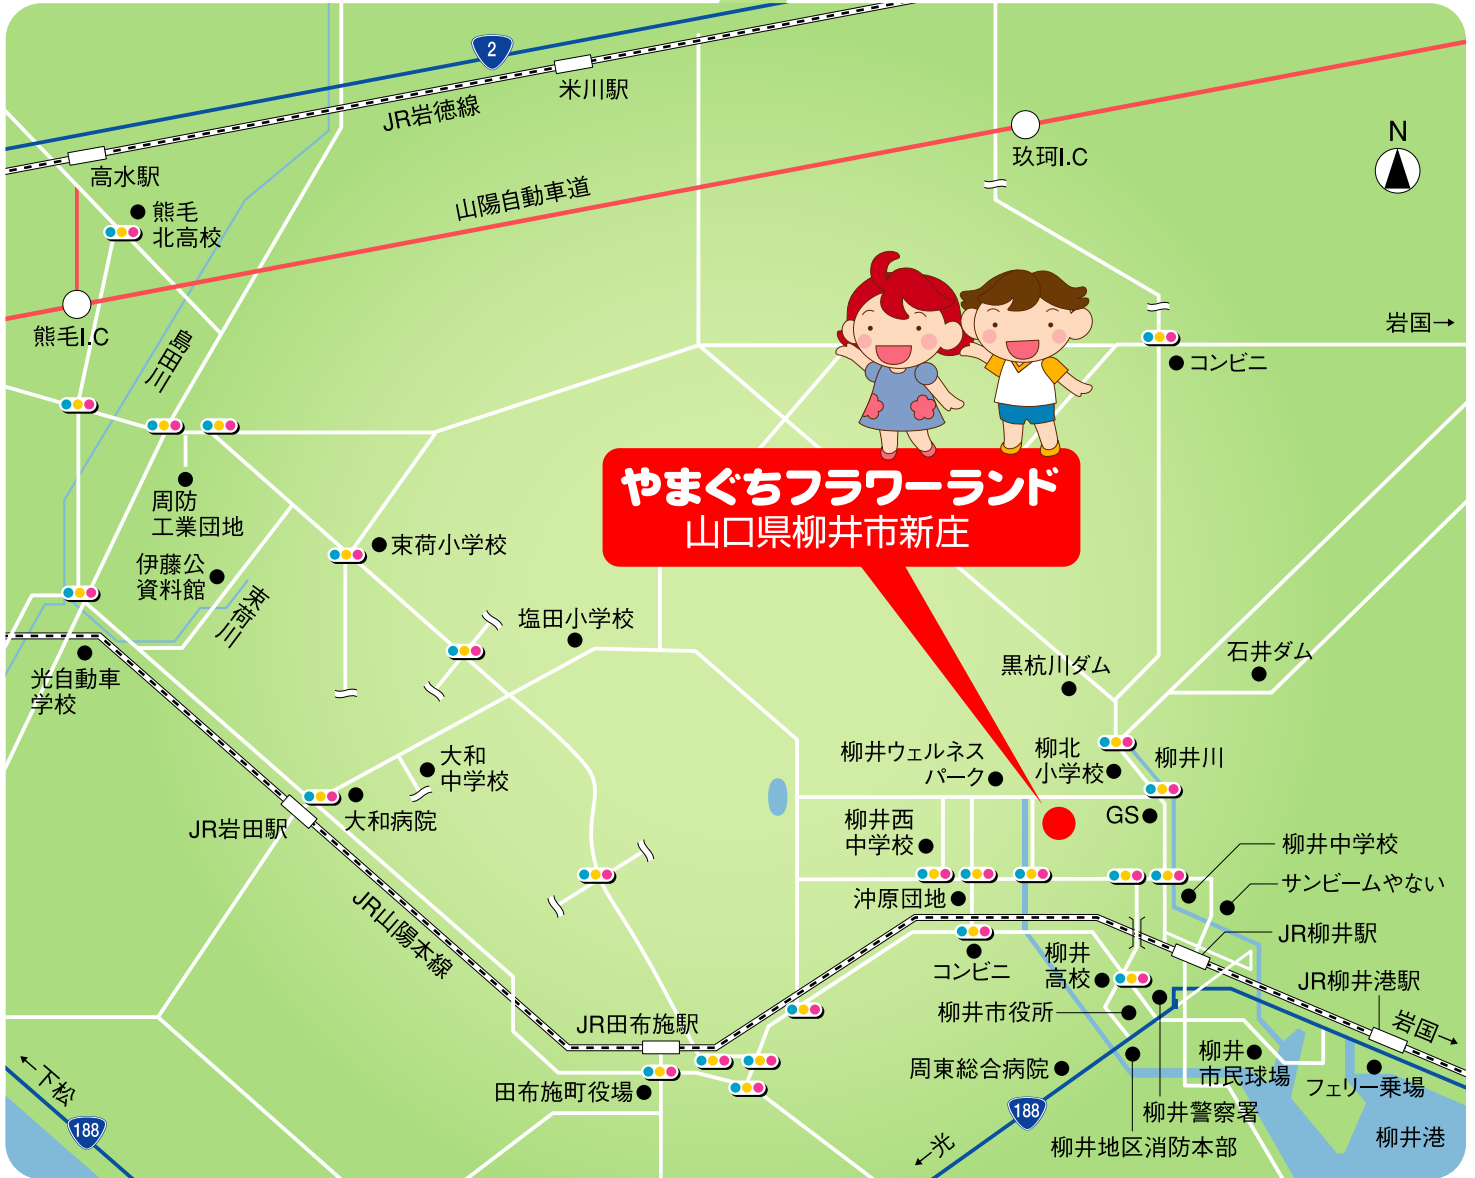 2
米川駅
JR岩徳線
玖珂I.C
N
高水駅
熊毛
北高校
山陽自動車道
熊毛I.C
島田川
岩国→
コンビニ
やまぐちフラワーランド
山口県柳井市新庄
周防
工業団地
束荷小学校
伊藤公
資料館
束荷川
塩田小学校
光自動車
学校
黒杭川ダム
石井ダム
大和
中学校
柳井ウェルネス
パーク
柳北
小学校
柳井川
JR岩田駅
大和病院
柳井西
中学校
GS
柳井中学校
サンビームやない
沖原団地
JR山陽本線
コンビニ
柳井
高校
JR柳井駅
JR柳井港駅
柳井市役所
JR田布施駅
岩国→
周東総合病院
柳井
市民球場
フェリー乗場
←下松
188
田布施町役場
188
柳井警察署
柳井港
←光
柳井地区消防本部